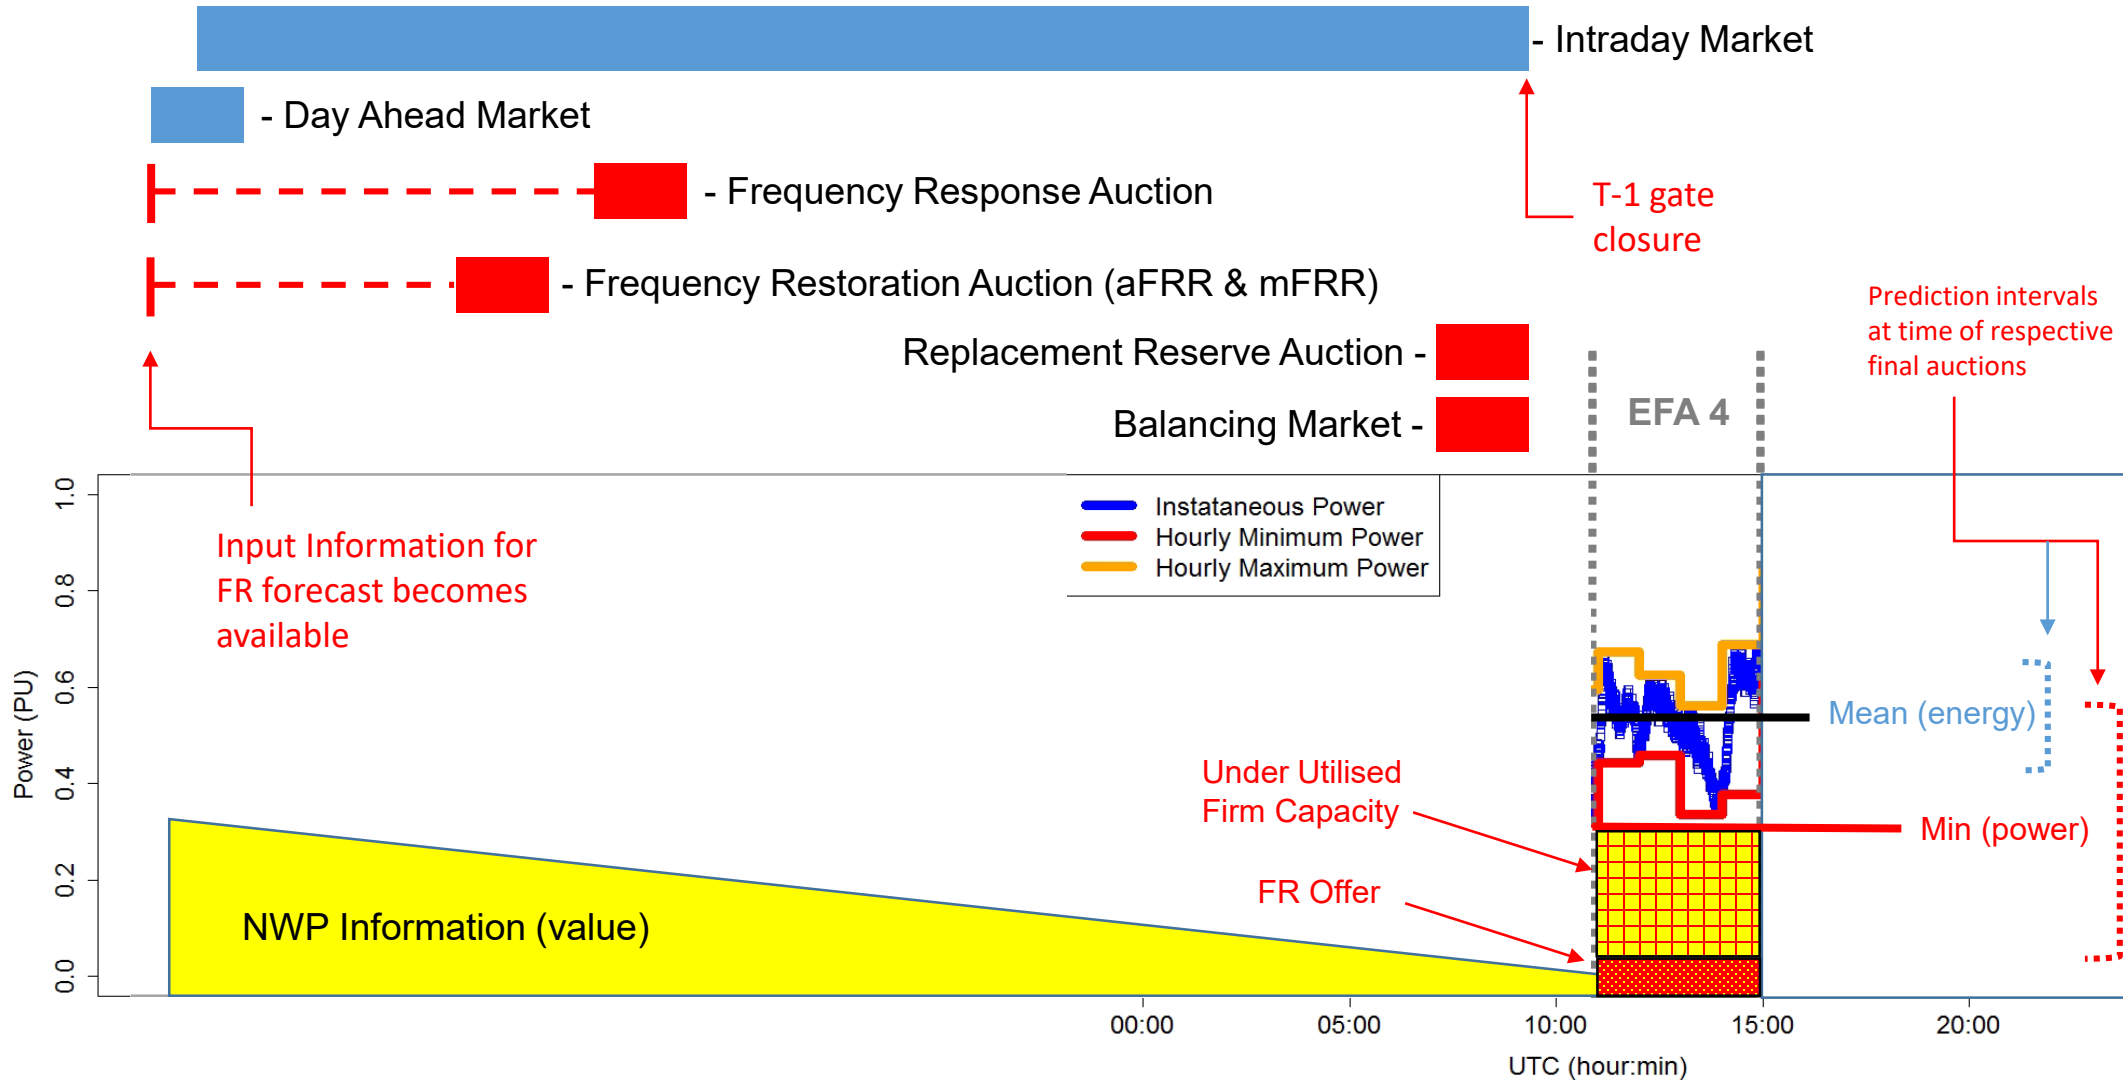 - Intraday Market
- Day Ahead Market
- Frequency Response Auction
T-1 gate
closure
- Frequency Restoration Auction (aFRR & mFRR)
Prediction intervals
at time of respective
final auctions
Replacement Reserve Auction -
EFA 4
Balancing Market -
Instataneous Power
Hourly Minimum Power
Hourly Maximum Power
Input Information for
FR forecast becomes
available
1.0
0.8
0.6
0.4
0.2
0.0
Power (PU)
Mean (energy)
Under Utilised
Firm Capacity
Min (power)
FR Offer
NWP Information (value)
00:00
05:00
10:00
15:00
20:00
UTC (hour:min)